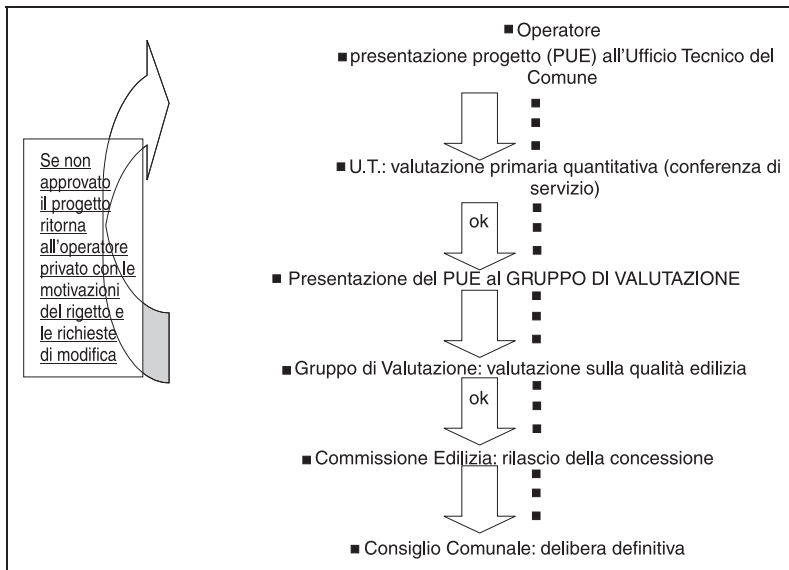 ▪ Operatore
▪ presentazione progetto (PUE) all'Ufficio Tecnico del
Comune
▪ U.T.: valutazione primaria quantitativa (conferenza di
servizio)
ok
▪ Presentazione del PUE al GRUPPO DI VALUTAZIONE
▪ Gruppo di Valutazione: valutazione sulla qualità edilizia
ok
▪ Commissione Edilizia: rilascio della concessione
▪ Consiglio Comunale: delibera definitiva
Se non
approvato
il progetto
ritorna
all'operatore
privato con le
motivazioni
del rigetto e
le richieste
di modifica